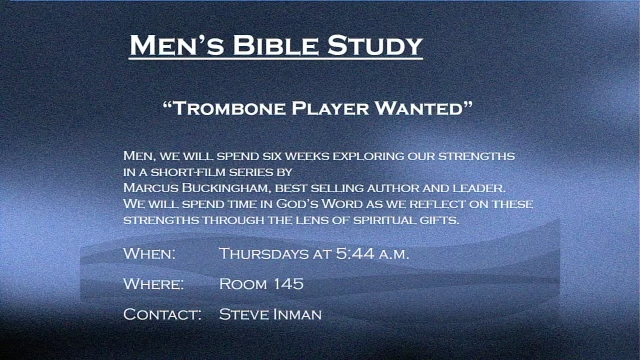 Men's Bible Study
"Trombone Player Wanted"
Men, we will spend six weeks exploring our strengths
in a short-film series by
Marcus Buckingham, best selling author and leader.
We will spend time in God's Word as we reflect on these
strengths through the lens of spiritual gifts.
When: Thursdays at 5:44 a.m.
Where: Room 145
Contact: Steve Inman